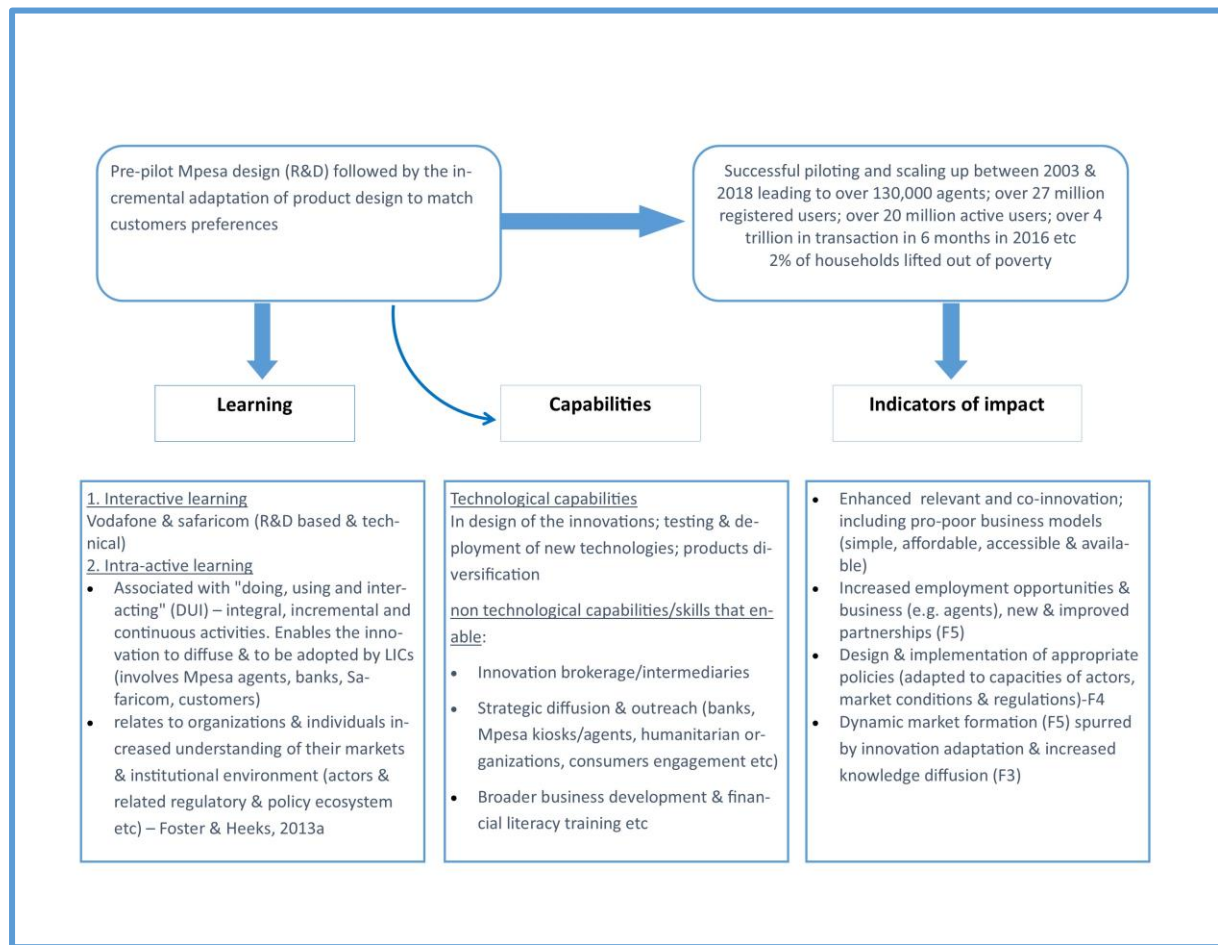 Pre-pilot Mpesa design (R&D) followed by the in-
cremental adaptation of product design to match
customers preferences
Successful piloting and scaling up between 2003 &
2018 leading to over 130,000 agents; over 27 million
registered users; over 20 million active users; over 4
trillion in transaction in 6 months in 2016 etc
2% of households lifted out of poverty
Learning
Capabilities
Indicators of impact
1. Interactive learning
Vodafone & safaricom (R&D based & tech-
nical)
2. Intra-active learning
• Associated with "doing, using and inter-
acting" (DUI) – integral, incremental and
continuous activities. Enables the inno-
vation to diffuse & to be adopted by LICs
(involves Mpesa agents, banks, Sa-
faricom, customers)
• relates to organizations & individuals in-
creased understanding of their markets
& institutional environment (actors &
related regulatory & policy ecosystem
etc) – Foster & Heeks, 2013a
Technological capabilities
In design of the innovations; testing & de-
ployment of new technologies; products di-
versification
non technological capabilities/skills that en-
able:
• Innovation brokerage/intermediaries
• Strategic diffusion & outreach (banks,
Mpesa kiosks/agents, humanitarian or-
ganizations, consumers engagement etc)
• Broader business development & finan-
cial literacy training etc
• Enhanced relevant and co-innovation;
including pro-poor business models
(simple, affordable, accessible & availa-
ble)
• Increased employment opportunities &
business (e.g. agents), new & improved
partnerships (F5)
• Design & implementation of appropriate
policies (adapted to capacities of actors,
market conditions & regulations)-F4
• Dynamic market formation (F5) spurred
by innovation adaptation & increased
knowledge diffusion (F3)